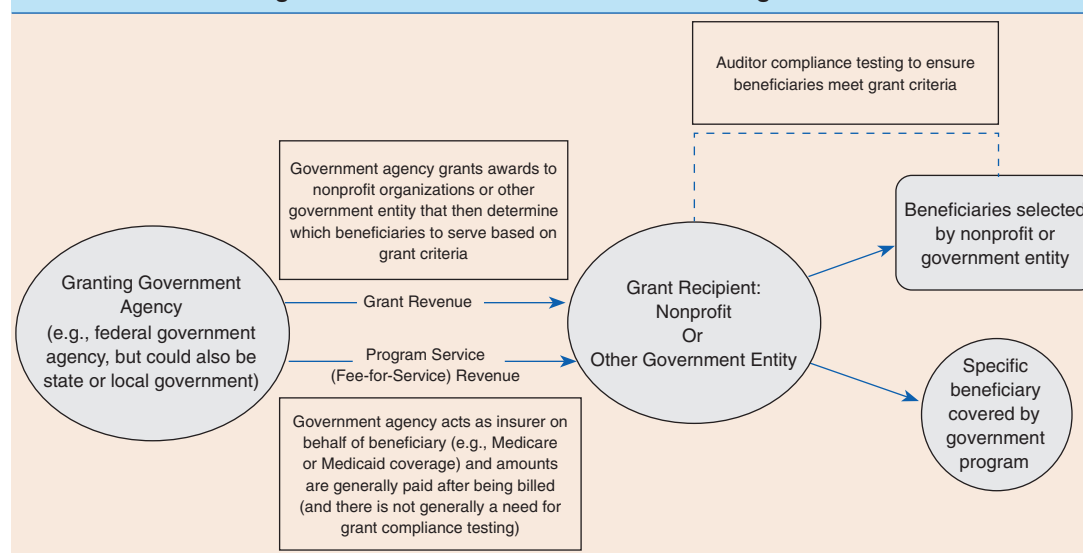 Auditor compliance testing to ensure
beneficiaries meet grant criteria
Government agency grants awards to
nonprofit organizations or other
government entity that then determine
which beneficiaries to serve based on
grant criteria
Granting Government
Agency
(e.g., federal government
agency, but could also be
state or local government)
Grant Revenue
Program Service
(Fee-for-Service) Revenue
Government agency acts as insurer on
behalf of beneficiary (e.g., Medicare
or Medicaid coverage) and amounts
are generally paid after being billed
(and there is not generally a need for
grant compliance testing)
Grant Recipient:
Nonprofit
Or
Other Government Entity
Beneficiaries selected
by nonprofit or
government entity
Specific
beneficiary
covered by
government
program